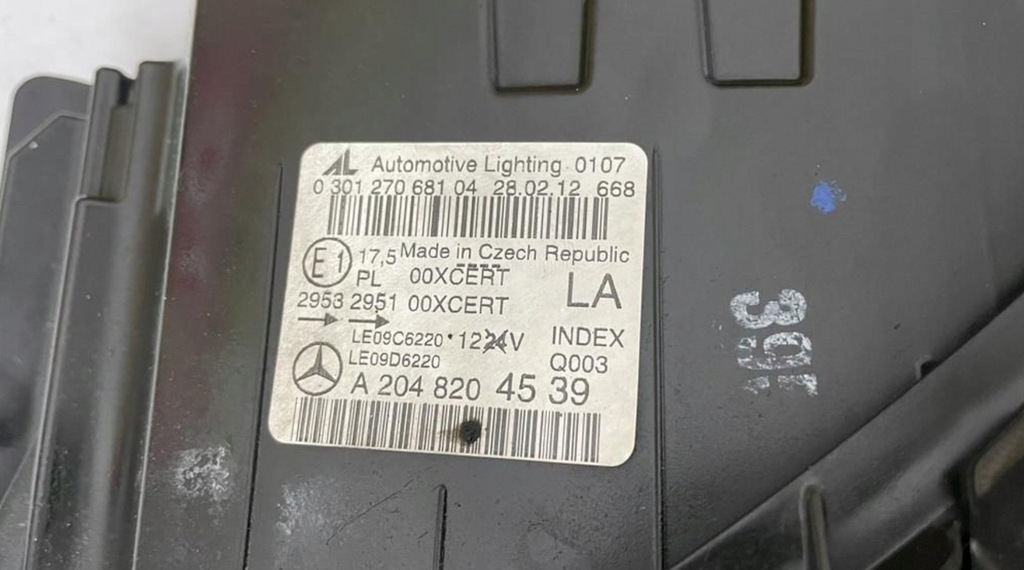 AL Automotive Lighting 0107
0 301 270 681 04 28.02.12 668
E1 17,5 Made in Czech Republic
PL 00XCERT LA
2953 2951 00XCERT
LE09C6220 * 12 24V INDEX
LE09D6220 Q003
A 204 820 45 39